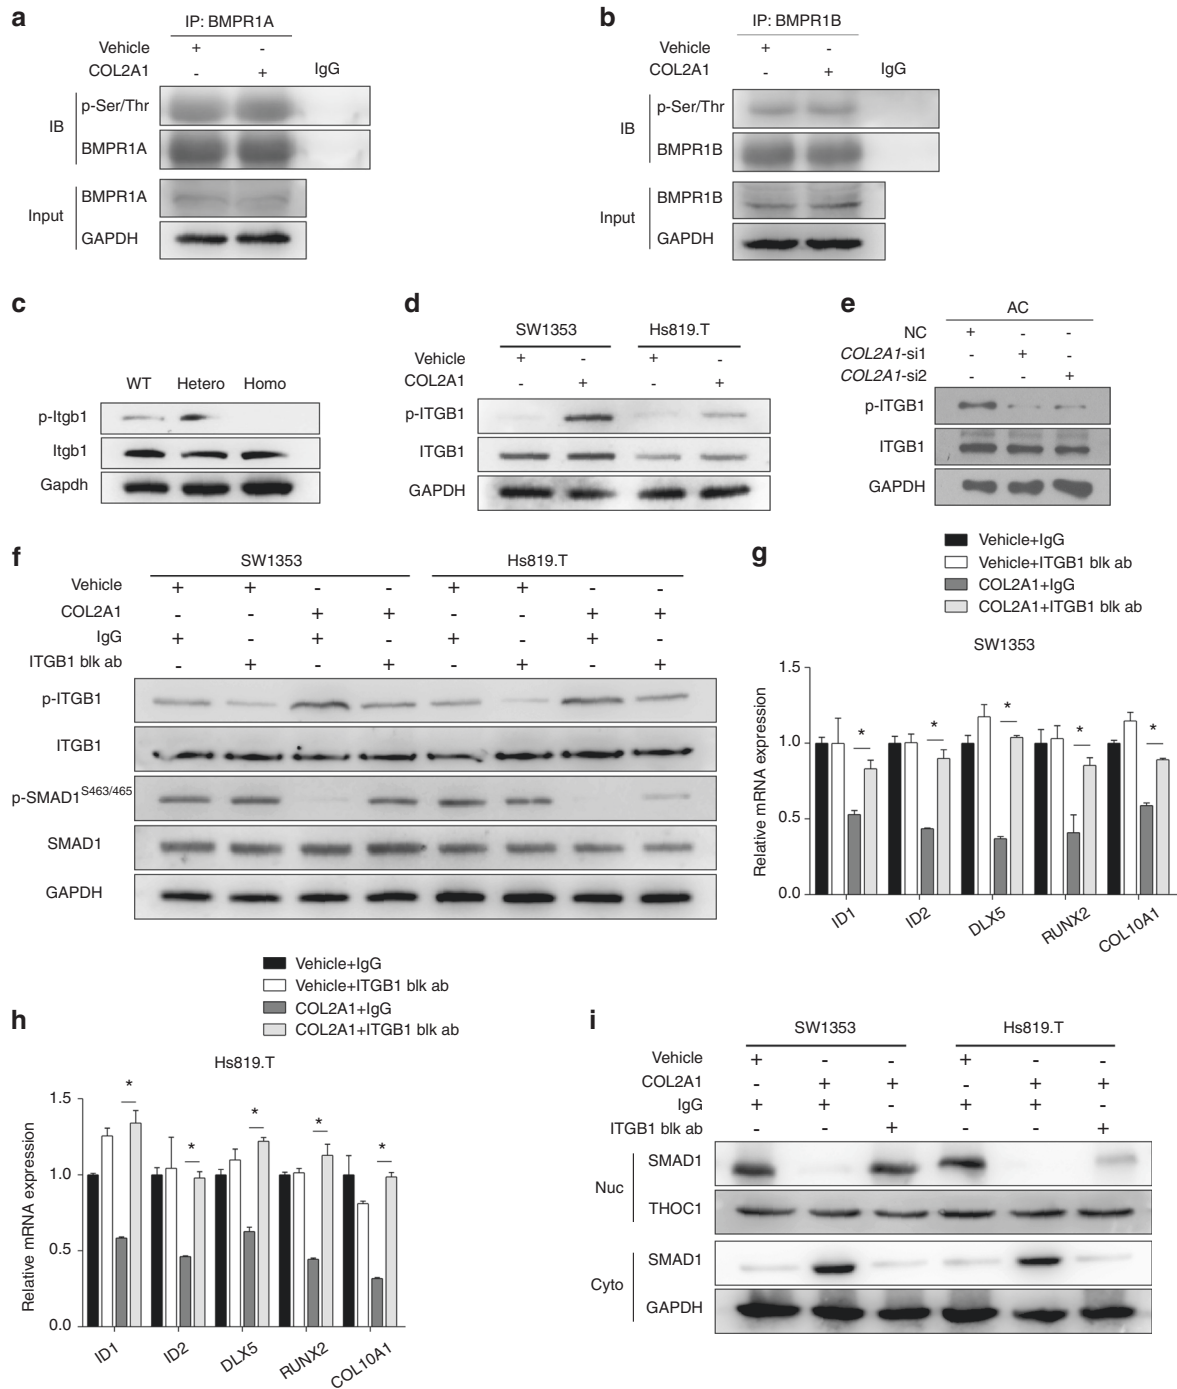 a
IP: BMPR1A
Vehicle + -
COL2A1 - + IgG
IB
p-Ser/Thr
BMPR1A
Input
BMPR1A
GAPDH
b
IP: BMPR1B
Vehicle + -
COL2A1 - + IgG
IB
p-Ser/Thr
BMPR1B
Input
BMPR1B
GAPDH
c
WT Hetero Homo
p-Itgb1
Itgb1
Gapdh
d
SW1353 Hs819.T
Vehicle + - + -
COL2A1 - + - +
p-ITGB1
ITGB1
GAPDH
e
AC
NC + - -
COL2A1-si1 - + -
COL2A1-si2 - - +
p-ITGB1
ITGB1
GAPDH
f
SW1353 Hs819.T
Vehicle + + - - + + - -
COL2A1 - - + + - - + +
IgG + - + - + - + -
ITGB1 blk ab - + - + - + - +
p-ITGB1
ITGB1
p-SMAD1S463/465
SMAD1
GAPDH
g
Vehicle+IgG
Vehicle+ITGB1 blk ab
COL2A1+IgG
COL2A1+ITGB1 blk ab
SW1353
Relative mRNA expression
1.5
1.0
0.5
0.0
* * * * *
ID1 ID2 DLX5 RUNX2 COL10A1
h
Vehicle+IgG
Vehicle+ITGB1 blk ab
COL2A1+IgG
COL2A1+ITGB1 blk ab
Hs819.T
Relative mRNA expression
1.5
1.0
0.5
0.0
* * * * *
ID1 ID2 DLX5 RUNX2 COL10A1
i
SW1353 Hs819.T
Vehicle + - - + - -
COL2A1 - + + - + +
IgG + + - + + -
ITGB1 blk ab - - + - - +
Nuc
SMAD1
THOC1
Cyto
SMAD1
GAPDH